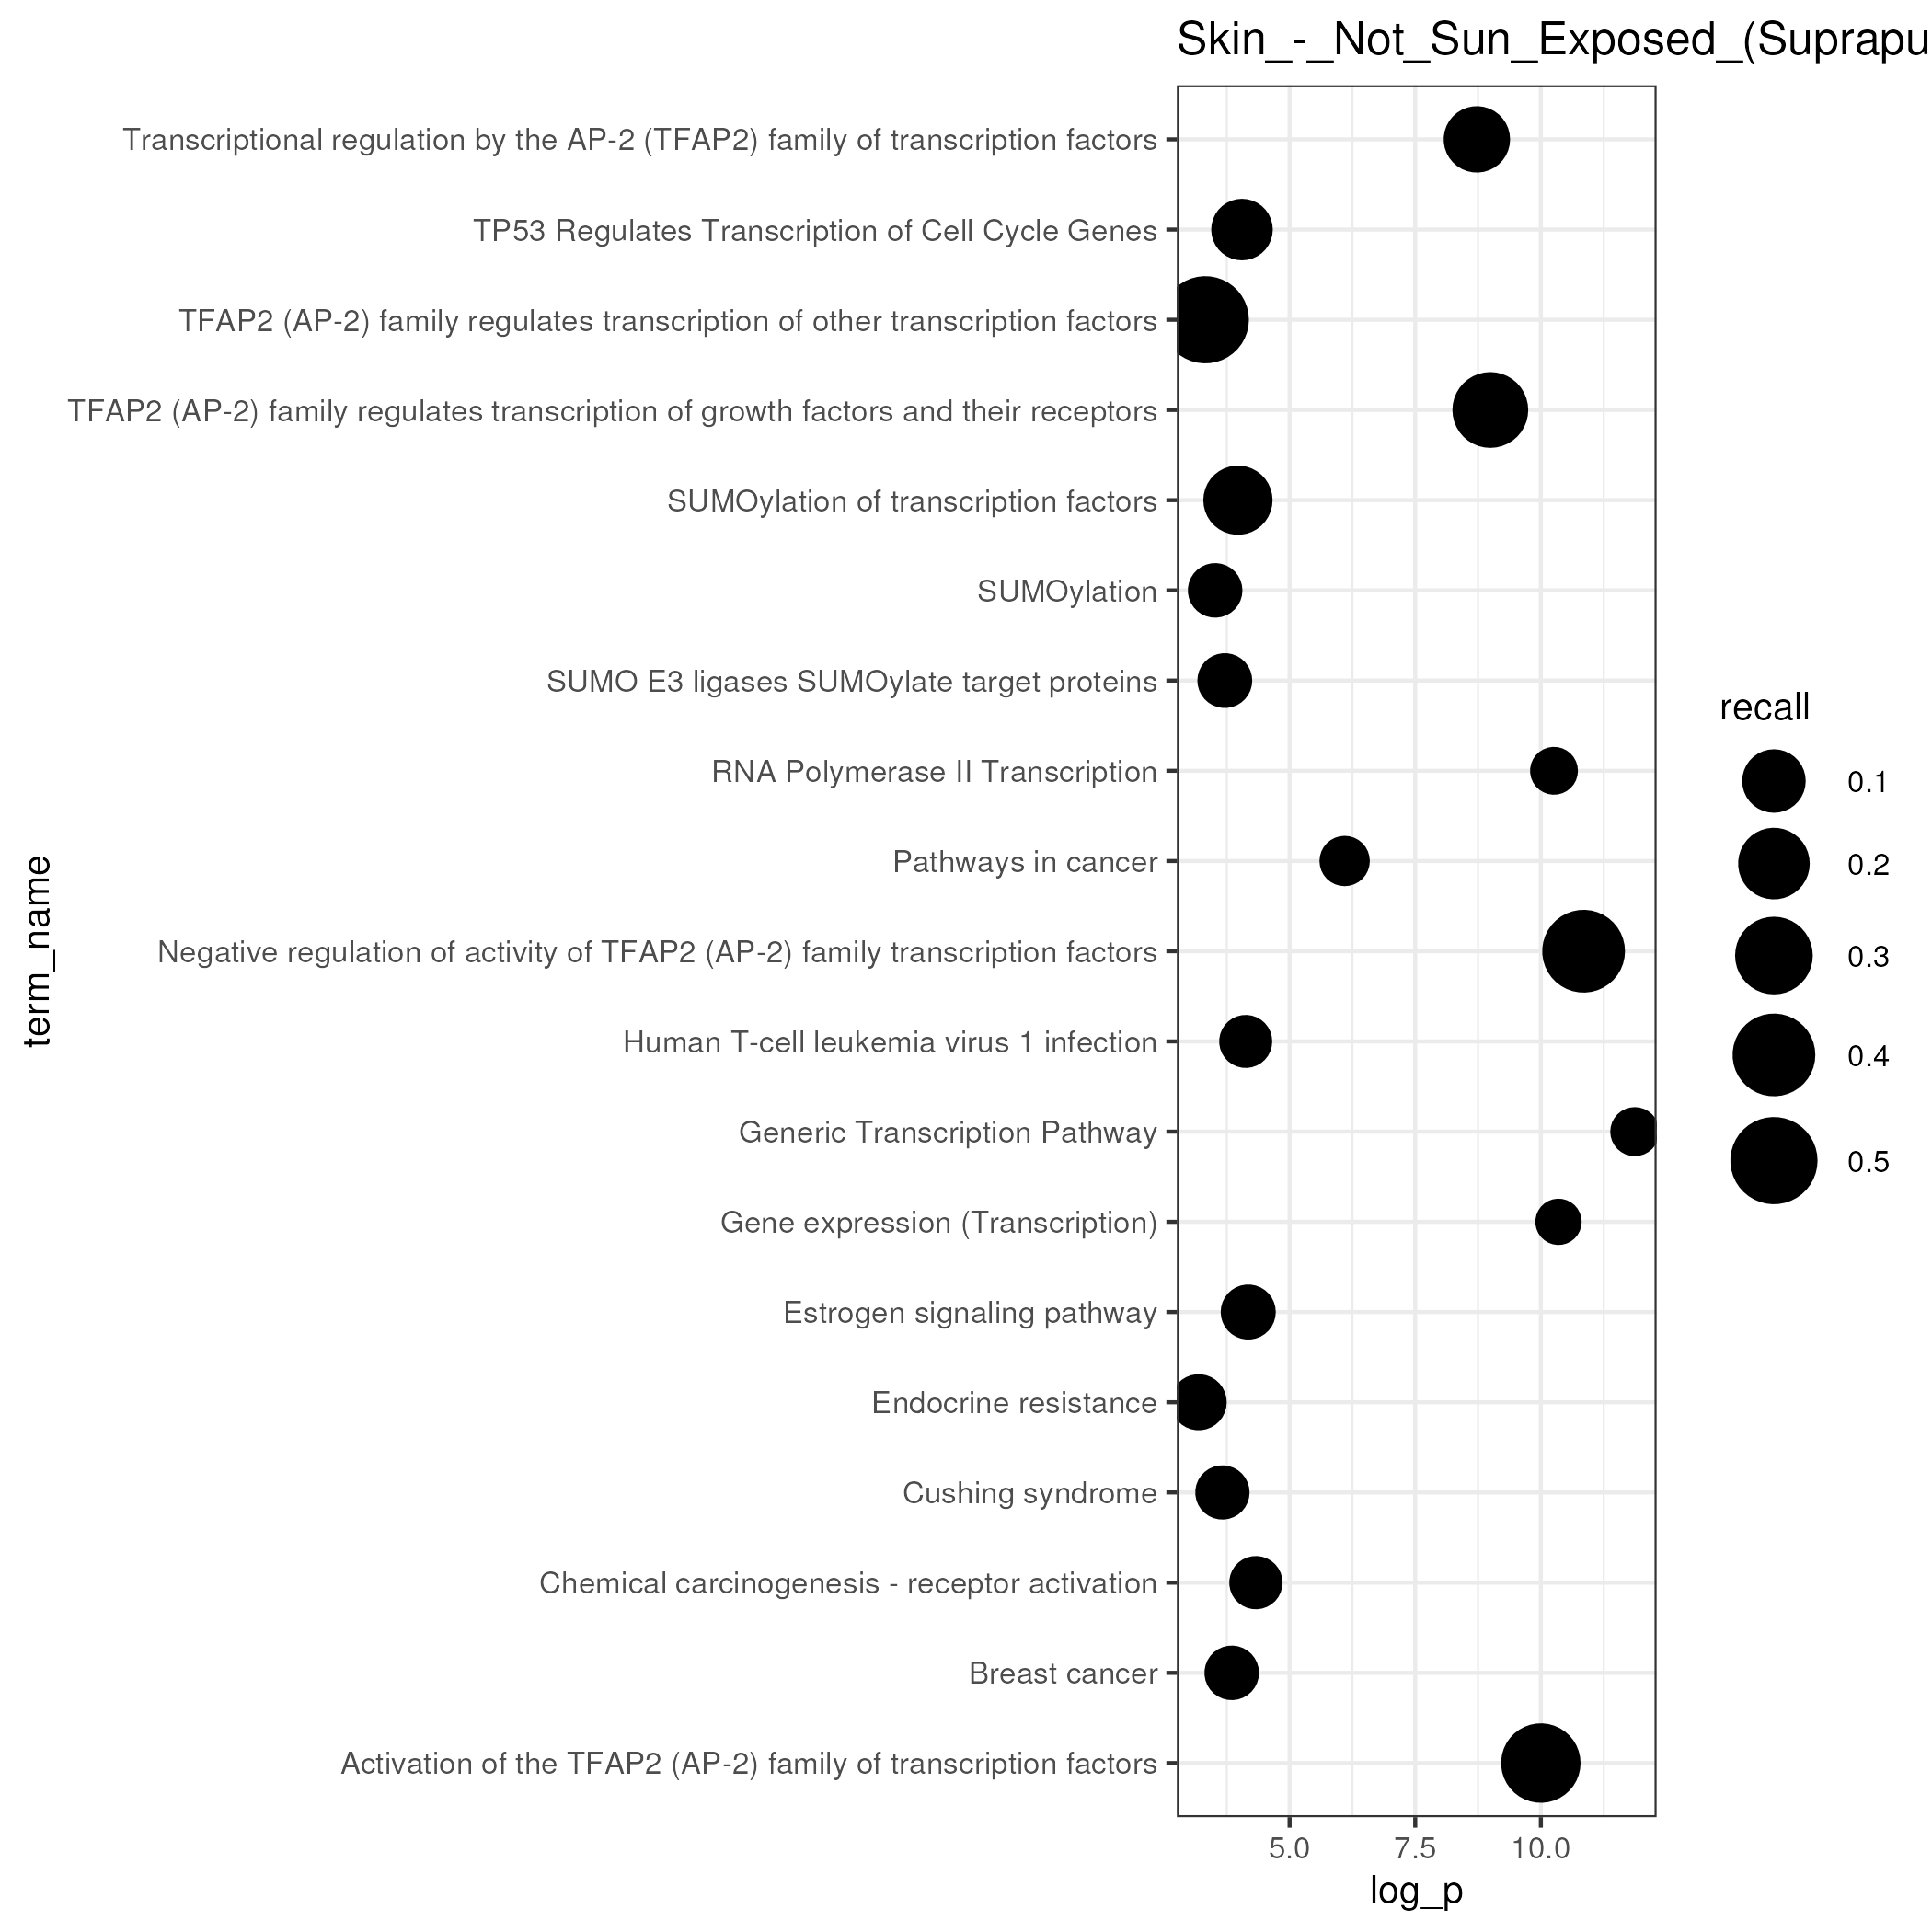 Skin_-_Not_Sun_Exposed_(Suprapu
Transcriptional regulation by the AP-2 (TFAP2) family of transcription factors
TP53 Regulates Transcription of Cell Cycle Genes
TFAP2 (AP-2) family regulates transcription of other transcription factors
TFAP2 (AP-2) family regulates transcription of growth factors and their receptors
SUMOylation of transcription factors
SUMOylation
SUMO E3 ligases SUMOylate target proteins
RNA Polymerase II Transcription
Pathways in cancer
Negative regulation of activity of TFAP2 (AP-2) family transcription factors
Human T-cell leukemia virus 1 infection
Generic Transcription Pathway
Gene expression (Transcription)
Estrogen signaling pathway
Endocrine resistance
Cushing syndrome
Chemical carcinogenesis - receptor activation
Breast cancer
Activation of the TFAP2 (AP-2) family of transcription factors
term_name
5.0 7.5 10.0
log_p
recall
0.1
0.2
0.3
0.4
0.5